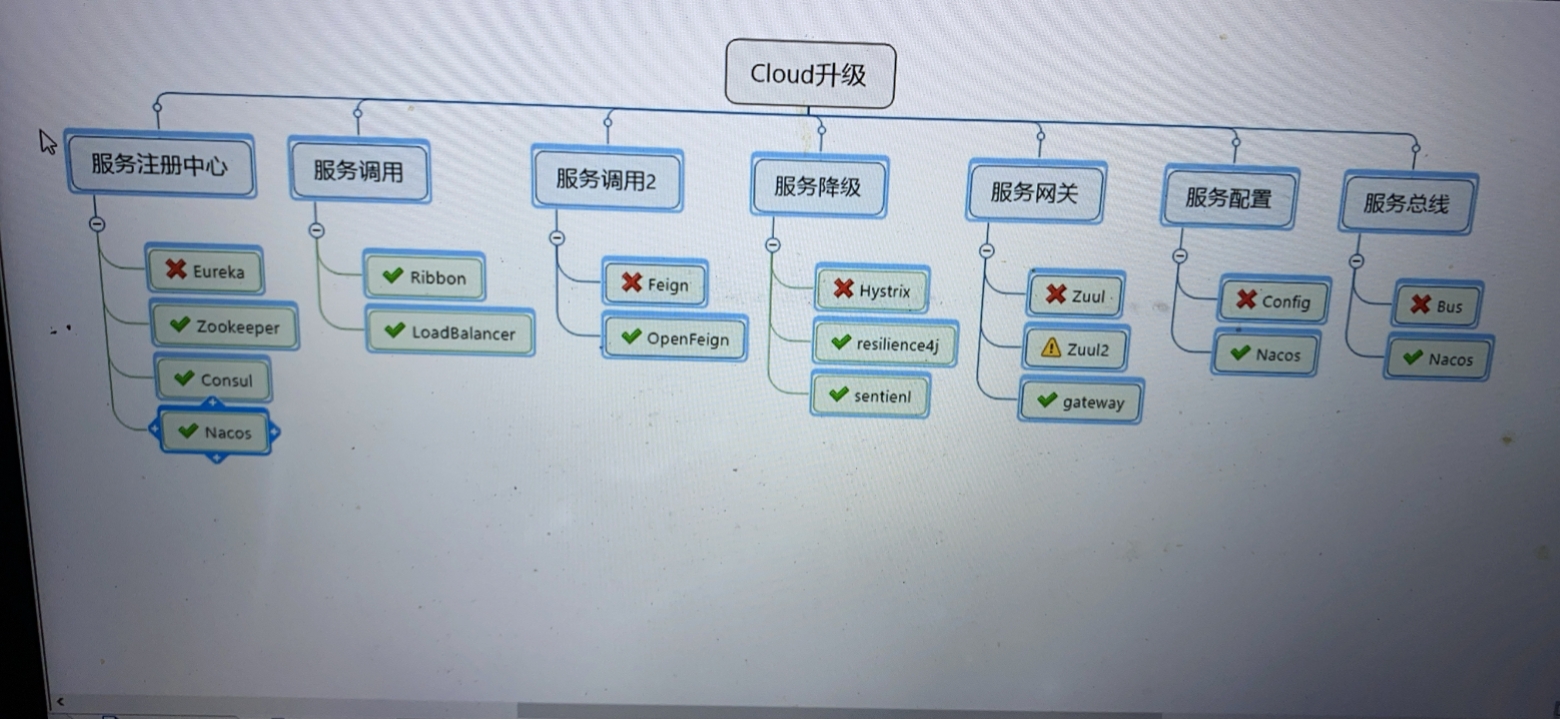 Cloud升级
服务注册中心
Eureka
Zookeeper
Consul
Nacos
服务调用
Ribbon
LoadBalancer
服务调用2
Feign
OpenFeign
服务降级
Hystrix
resilience4j
sentienl
服务网关
Zuul
Zuul2
gateway
服务配置
Config
Nacos
服务总线
Bus
Nacos